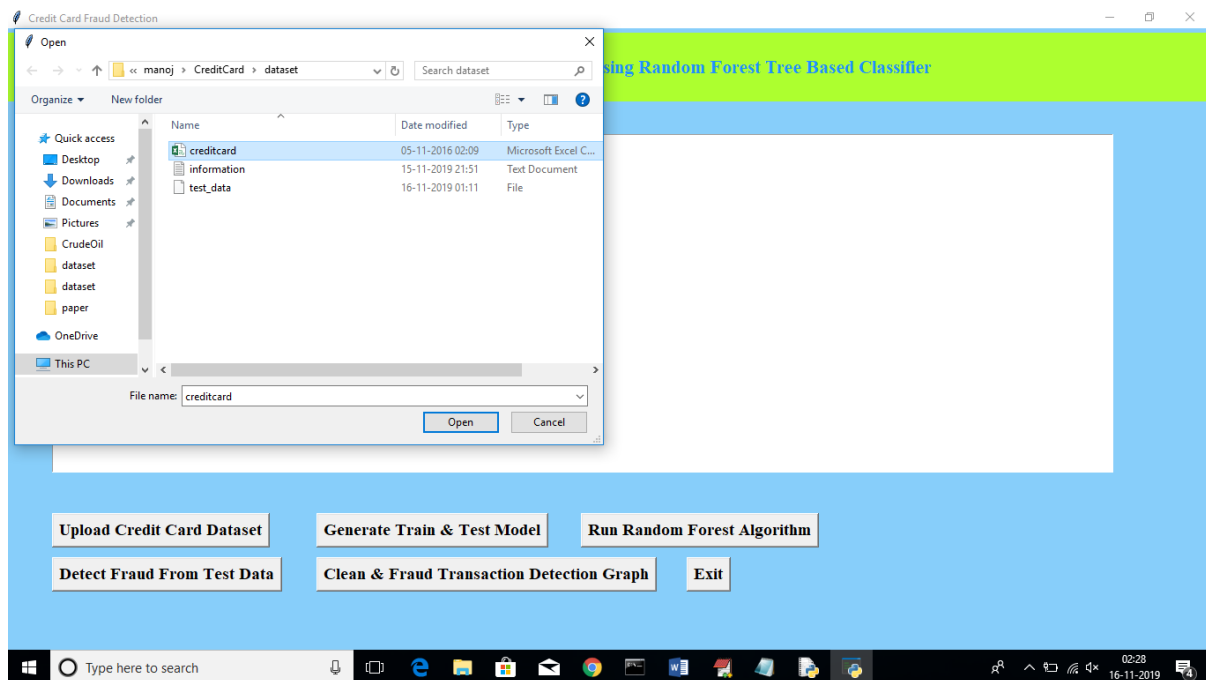 Credit Card Fraud Detection
Open
sing Random Forest Tree Based Classifier
« manoj > CreditCard > dataset
Search dataset
Organize
New folder
Name
Date modified
Type
Quick access
Desktop
Downloads
Documents
Pictures
CrudeOil
dataset
dataset
paper
OneDrive
This PC
creditcard 05-11-2016 02:09 Microsoft Excel C...
information 15-11-2019 21:51 Text Document
test_data 16-11-2019 01:11 File
File name: creditcard
Open
Cancel
Upload Credit Card Dataset
Generate Train & Test Model
Run Random Forest Algorithm
Detect Fraud From Test Data
Clean & Fraud Transaction Detection Graph
Exit
Type here to search
02:28
16-11-2019
4